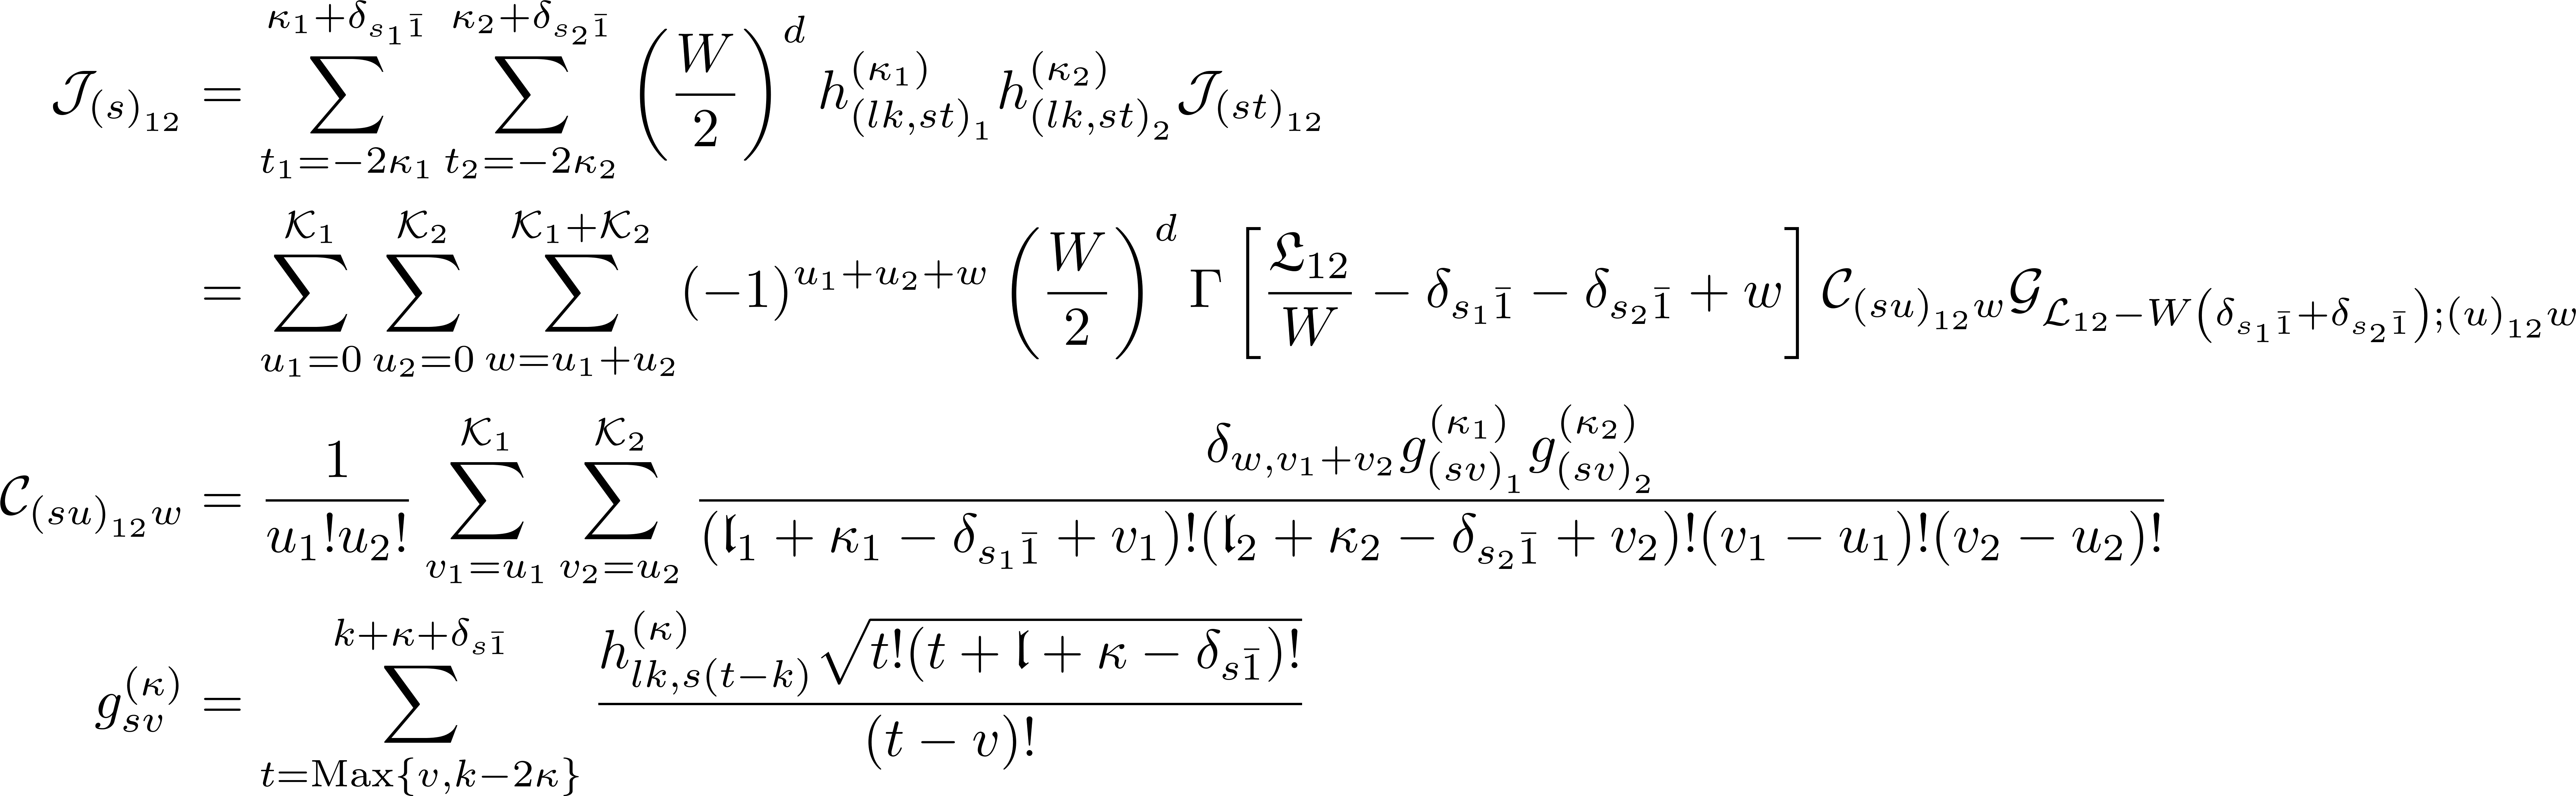 \mathcal{J}_{(s)_{12}} = \sum_{t_1=-2\kappa_1}^{\kappa_1+\delta_{s_1\bar{1}}} \sum_{t_2=-2\kappa_2}^{\kappa_2+\delta_{s_2\bar{1}}} \left(\frac{W}{2}\right)^d h^{(\kappa_1)}_{(lk,st)_1} h^{(\kappa_2)}_{(lk,st)_2} \mathcal{J}_{(st)_{12}}
= \sum_{u_1=0}^{\mathcal{K}_1} \sum_{u_2=0}^{\mathcal{K}_2} \sum_{w=u_1+u_2}^{\mathcal{K}_1+\mathcal{K}_2} (-1)^{u_1+u_2+w} \left(\frac{W}{2}\right)^d \Gamma\left[\frac{\mathfrak{L}_{12}}{W} - \delta_{s_1\bar{1}} - \delta_{s_2\bar{1}} + w\right] \mathcal{C}_{(su)_{12}w} \mathcal{G}_{\mathcal{L}_{12}-W\left(\delta_{s_1\bar{1}}+\delta_{s_2\bar{1}}\right);(u)_{12}w}
\mathcal{C}_{(su)_{12}w} = \frac{1}{u_1!u_2!} \sum_{v_1=u_1}^{\mathcal{K}_1} \sum_{v_2=u_2}^{\mathcal{K}_2} \frac{\delta_{w,v_1+v_2} g^{(\kappa_1)}_{(sv)_1} g^{(\kappa_2)}_{(sv)_2}}{(\mathfrak{l}_1+\kappa_1-\delta_{s_1\bar{1}}+v_1)!(\mathfrak{l}_2+\kappa_2-\delta_{s_2\bar{1}}+v_2)!(v_1-u_1)!(v_2-u_2)!}
g^{(\kappa)}_{sv} = \sum_{t=\mathrm{Max}\{v,k-2\kappa\}}^{k+\kappa+\delta_{s\bar{1}}} \frac{h^{(\kappa)}_{lk,s(t-k)} \sqrt{t!(t+\mathfrak{l}+\kappa-\delta_{s\bar{1}})!}}{(t-v)!}